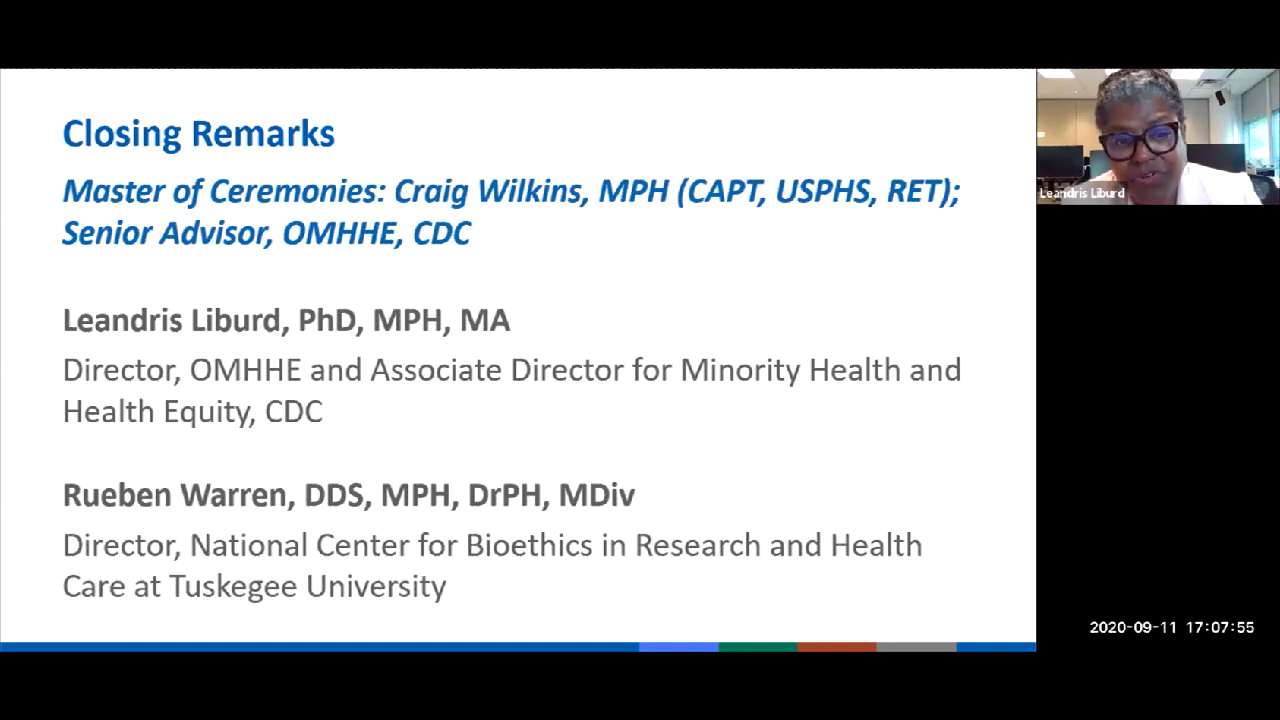 Closing Remarks
Master of Ceremonies: Craig Wilkins, MPH (CAPT, USPHS, RET);
Senior Advisor, OMHHE, CDC
Leandris Liburd, PhD, MPH, MA
Director, OMHHE and Associate Director for Minority Health and
Health Equity, CDC
Rueben Warren, DDS, MPH, DrPH, MDiv
Director, National Center for Bioethics in Research and Health
Care at Tuskegee University
Leandris Liburd
2020-09-11 17:07:55